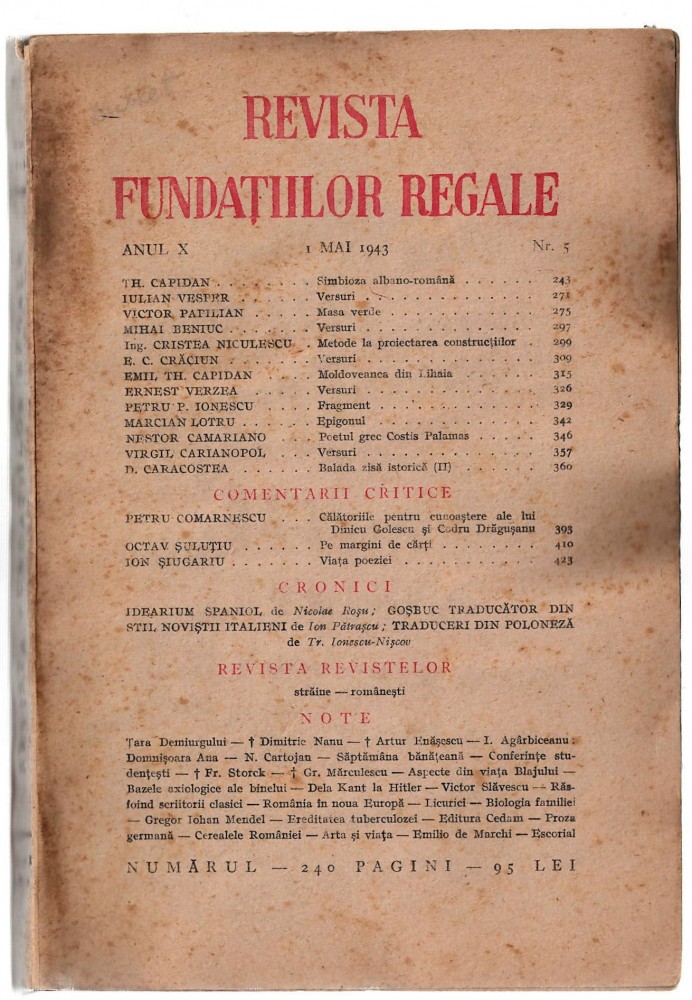 REVISTA
FUNDAȚIILOR REGALE
ANUL X 1 MAI 1943 Nr. 5
TH. CAPIDAN . . . . . . . . Simbioza albano-română . . . . . . 243
IULIAN VESPER . . . . . . Versuri . . . . . . . . . . . . 271
VICTOR PAPILIAN . . . . . Masa verde . . . . . . . . . . . 275
MIHAI BENIUC . . . . . . . Versuri . . . . . . . . . . . . 297
Ing. CRISTEA NICULESCU . Metode la proiectarea construcțiilor . 299
E. C. CRĂCIUN . . . . . . . Versuri . . . . . . . . . . . . 309
EMIL TH. CAPIDAN . . . . Moldoveanca din Lihaia . . . . . . 315
ERNEST VERZEA . . . . . Versuri . . . . . . . . . . . . 326
PETRU P. IONESCU . . . . Fragment . . . . . . . . . . . . 329
MARCIAN LOTRU . . . . . . Epigonul . . . . . . . . . . . . 342
NESTOR CAMARIANO . . . Poetul grec Costis Palamas . . . . . 346
VIRGIL CARIANOPOL . . . Versuri . . . . . . . . . . . . 357
D. CARACOSTEA . . . . . . Balada zisă istorică (II) . . . . . . 360
COMENTARII CRITICE
PETRU COMARNESCU . . . Călătoriile pentru cunoaștere ale lui
Dinicu Golescu și Codru Drăgușanu 393
OCTAV ȘULUȚIU . . . . . . Pe margini de cărți . . . . . . . . 410
ION ȘIUGARIU . . . . . . . Viața poeziei . . . . . . . . . . 423
CRONICI
IDEARIUM SPANIOL de Nicolae Roșu; GOȘBUC TRADUCĂTOR DIN
STIL NOVIȘTII ITALIENI de Ion Pătrașcu; TRADUCERI DIN POLONEZĂ
de Tr. Ionescu-Nișcov
REVISTA REVISTELOR
străine — românești
NOTE
Țara Demiurgului — † Dimitrie Nanu — † Artur Enășescu — I. Agârbiceanu:
Domnișoara Ana — N. Cartojan — Săptămâna bănățeană — Conferințe stu-
dențești — † Fr. Storck — † Gr. Mărculescu — Aspecte din viața Blajului —
Bazele axiologice ale binelui — Dela Kant la Hitler — Victor Slăvescu — Răs-
foind scriitorii clasici — România în noua Europă — Licurici — Biologia familiei
— Gregor Iohan Mendel — Ereditatea tuberculozei — Editura Cedam — Proza
germană — Cerealele României — Arta și viața — Emilio de Marchi — Escorial
NUMĂRUL — 240 PAGINI — 95 LEI